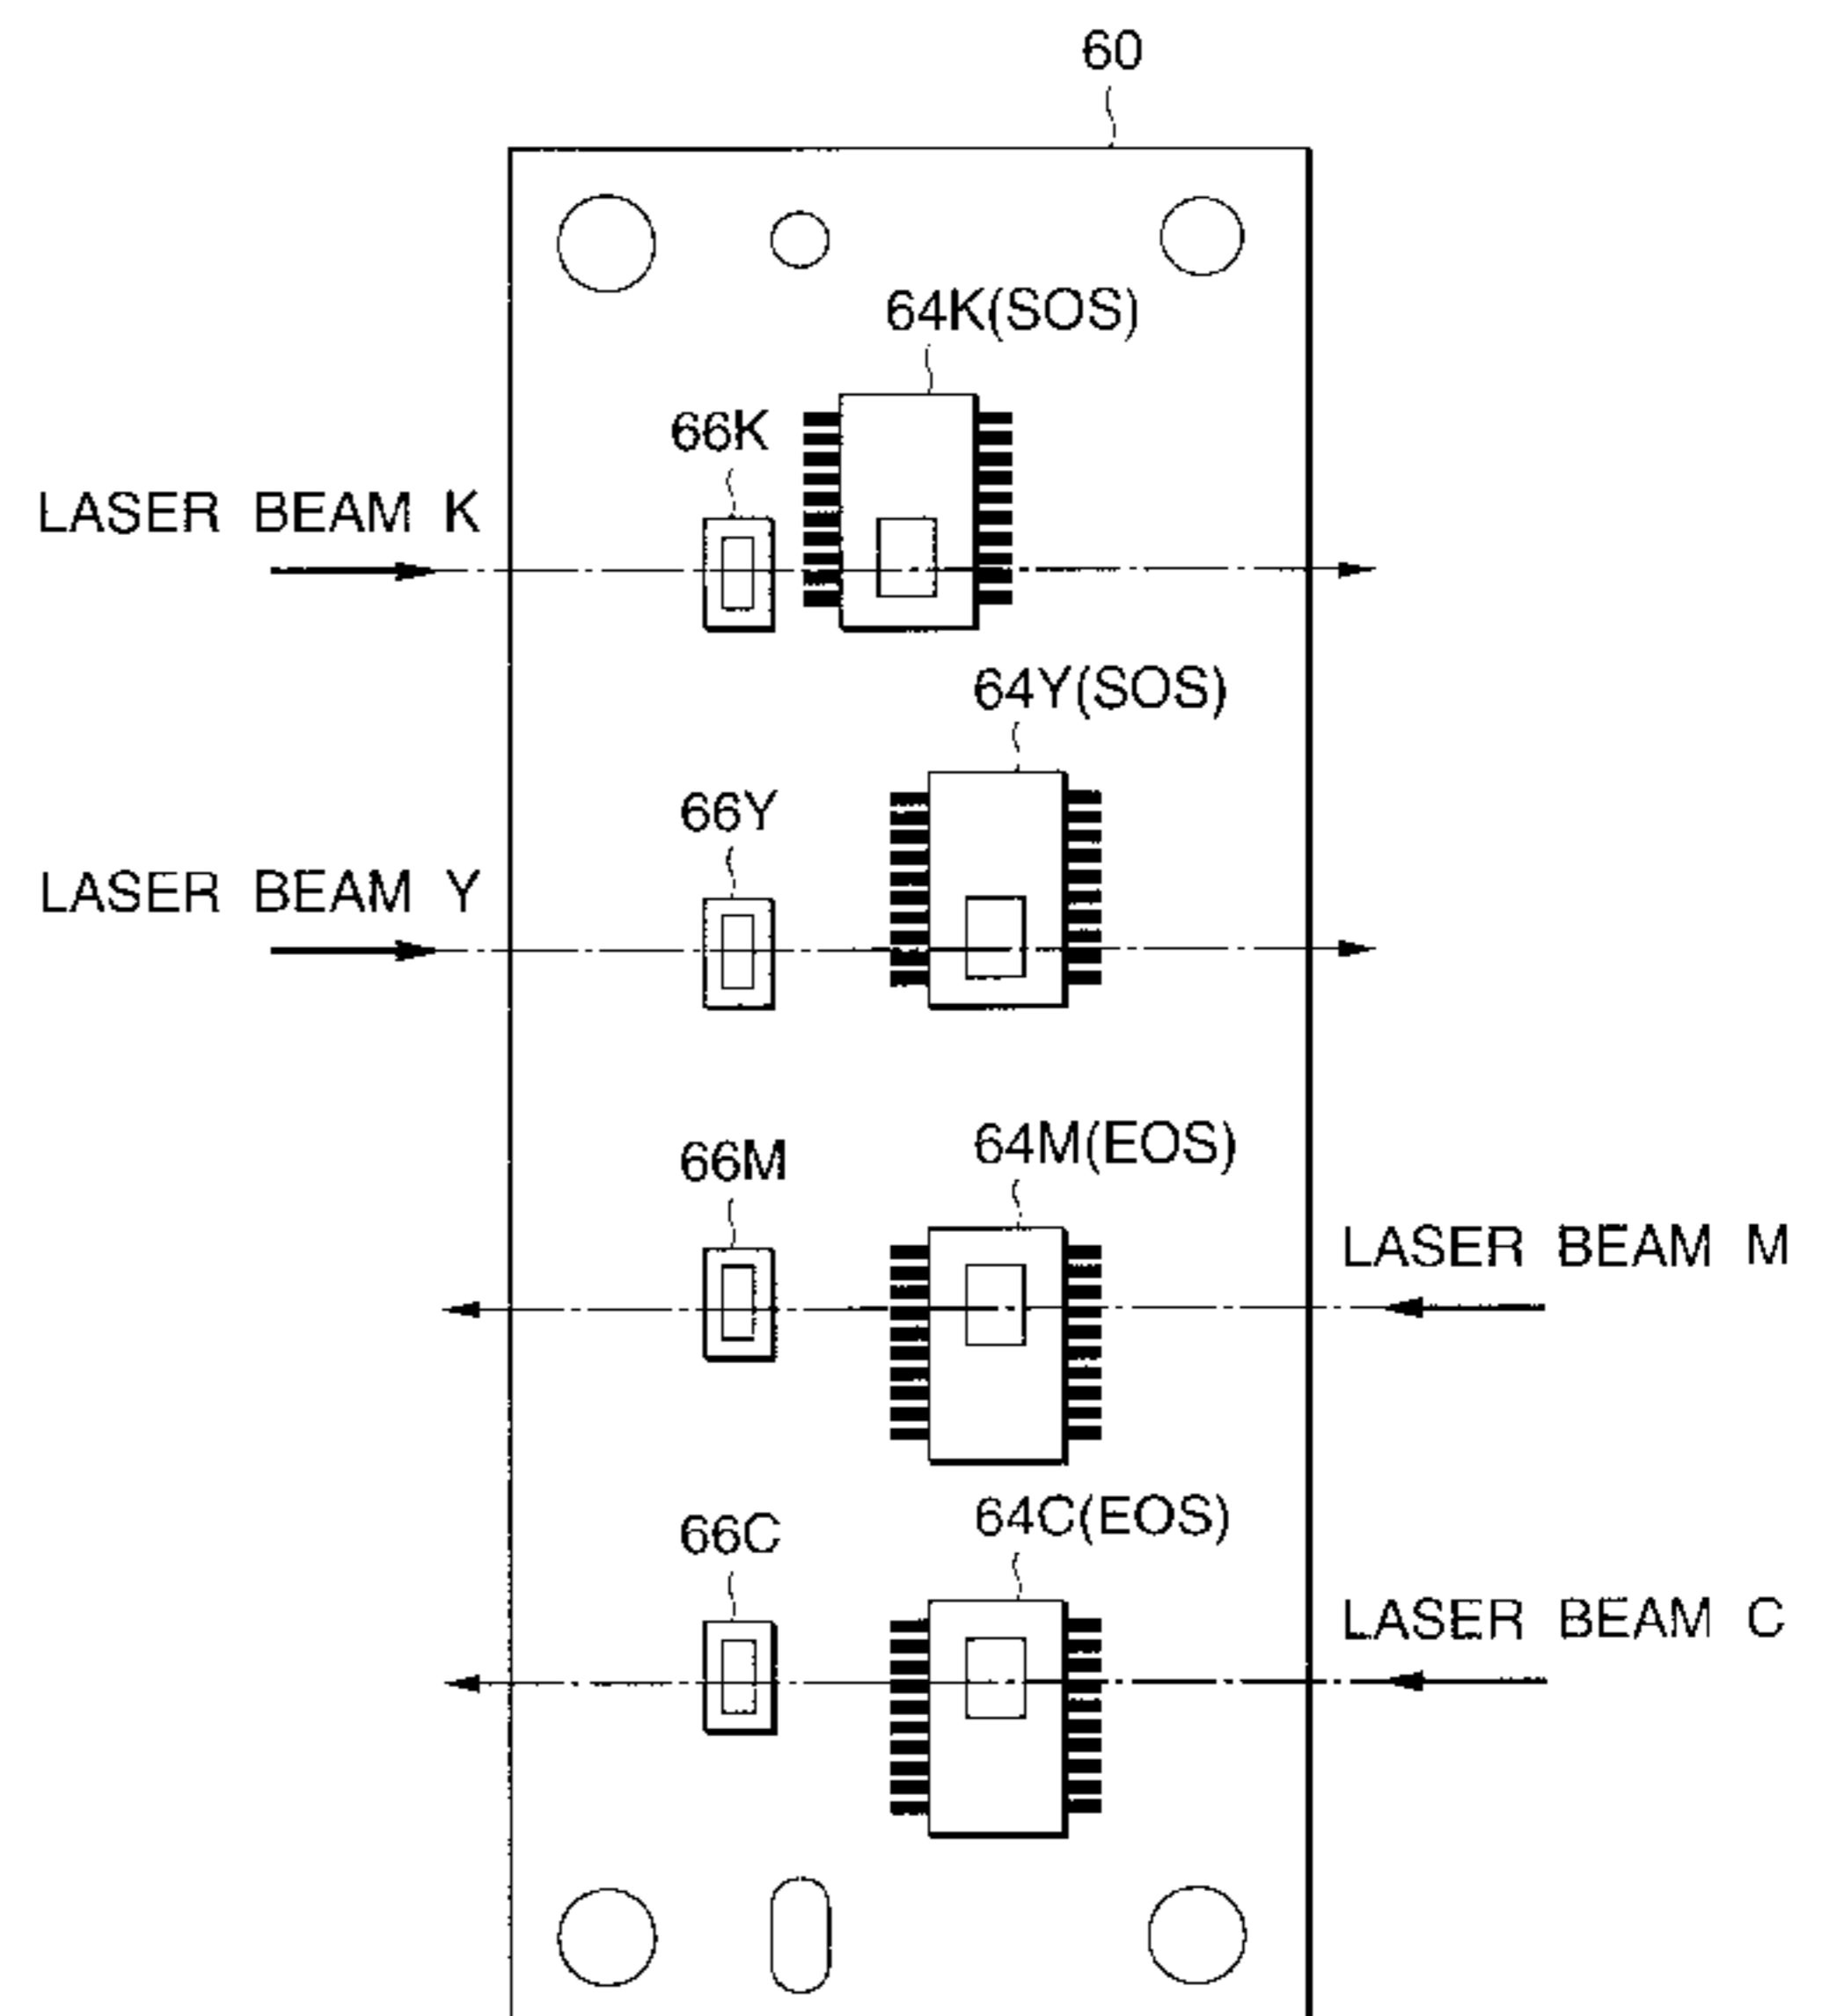 60
64K(SOS)
66K
LASER BEAM K
64Y(SOS)
66Y
LASER BEAM Y
64M(EOS)
66M
LASER BEAM M
64C(EOS)
66C
LASER BEAM C